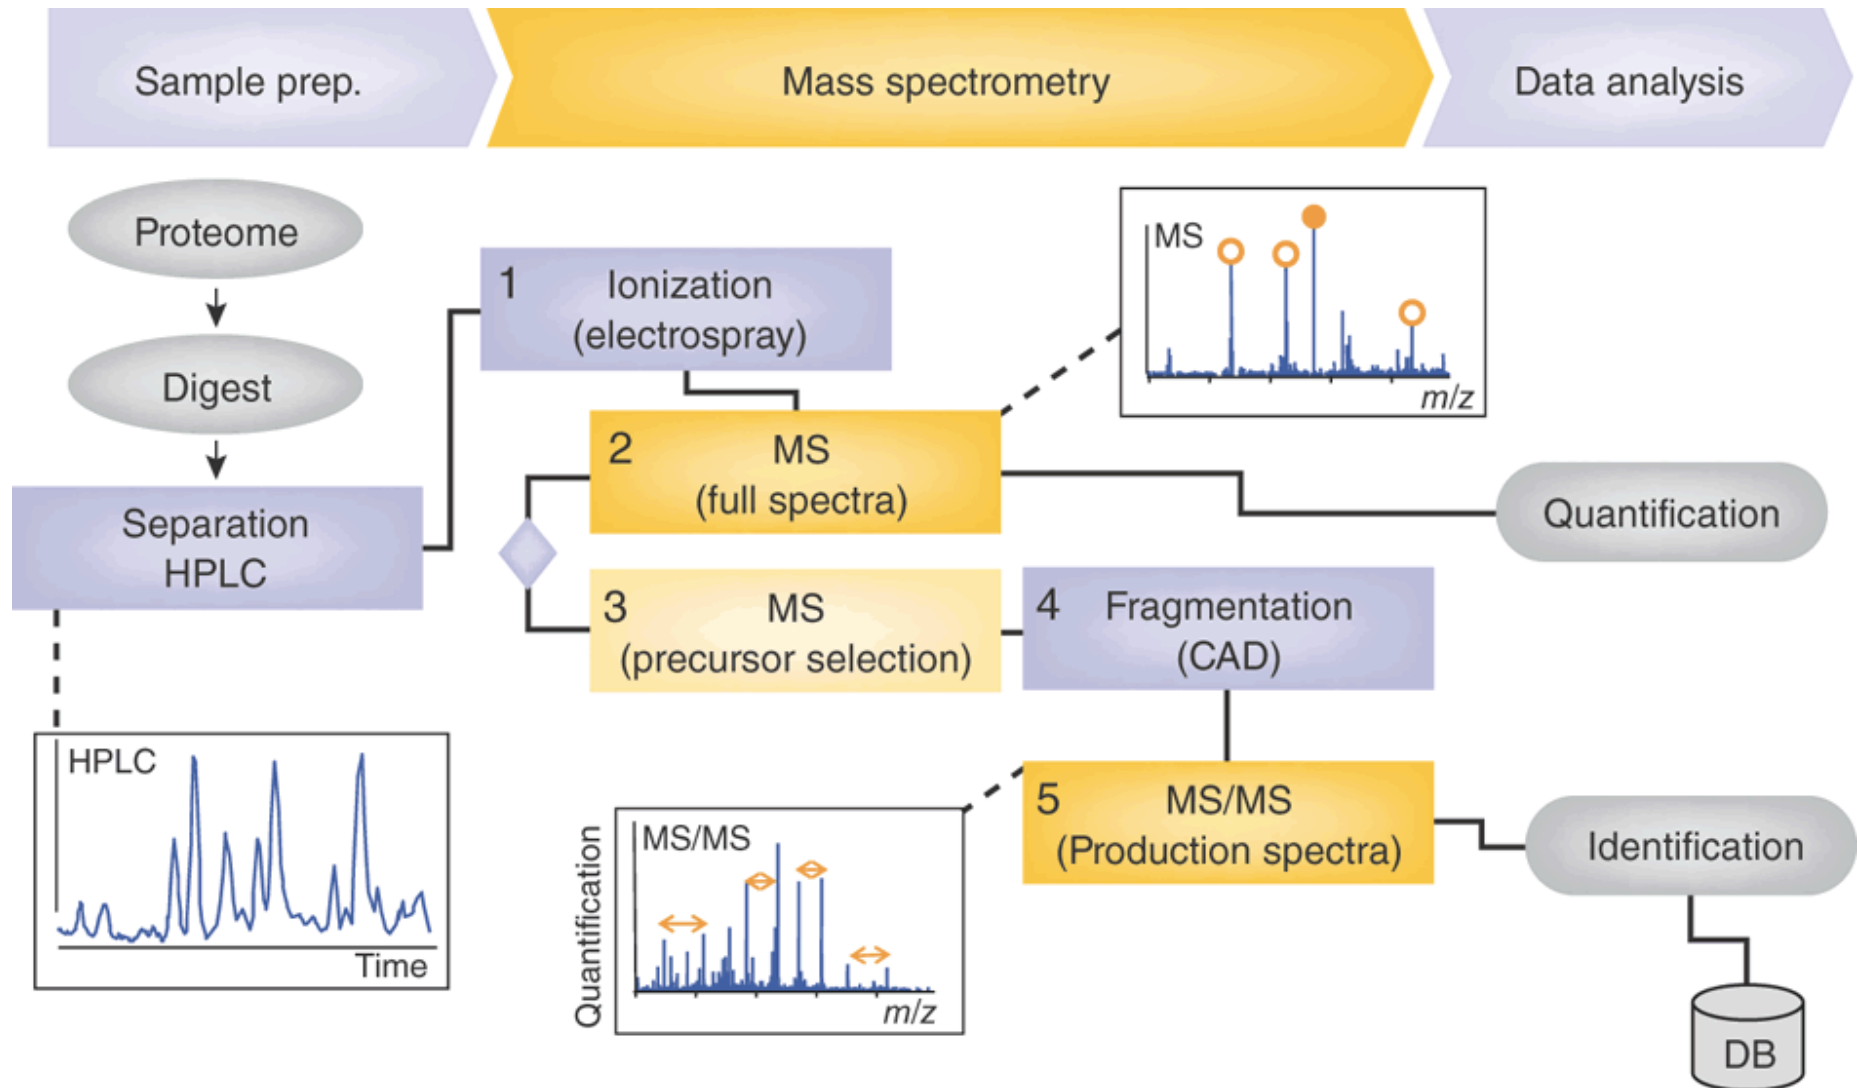 Sample prep.
Mass spectrometry
Data analysis
Proteome
Digest
Separation
HPLC
HPLC
Time
1
Ionization
(electrospray)
2
MS
(full spectra)
3
MS
(precursor selection)
4
Fragmentation
(CAD)
5
MS/MS
(Production spectra)
MS
m/z
Quantification
MS/MS
m/z
Quantification
Identification
DB